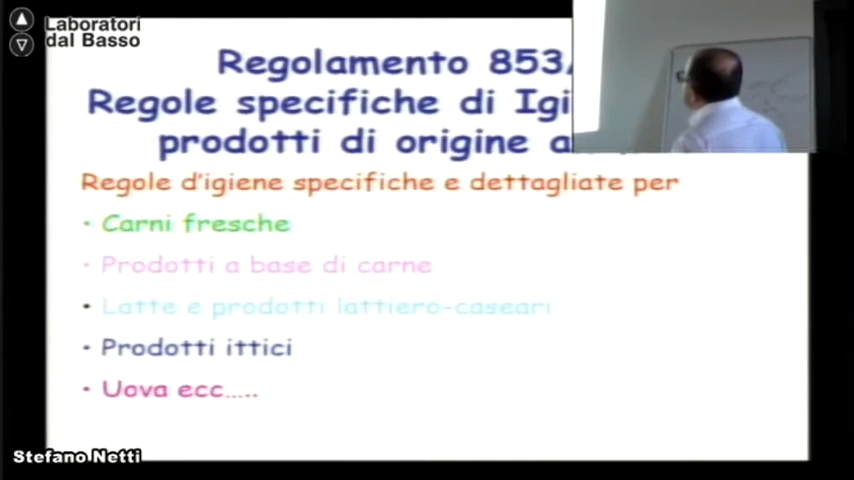 Laboratori
dal Basso
Regolamento 853
Regole specifiche di Igi
prodotti di origine a
Regole d'igiene specifiche e dettagliate per
• Carni fresche
• Prodotti a base di carne
• Latte e prodotti lattiero-caseari
• Prodotti ittici
• Uova ecc…..
Stefano Netti